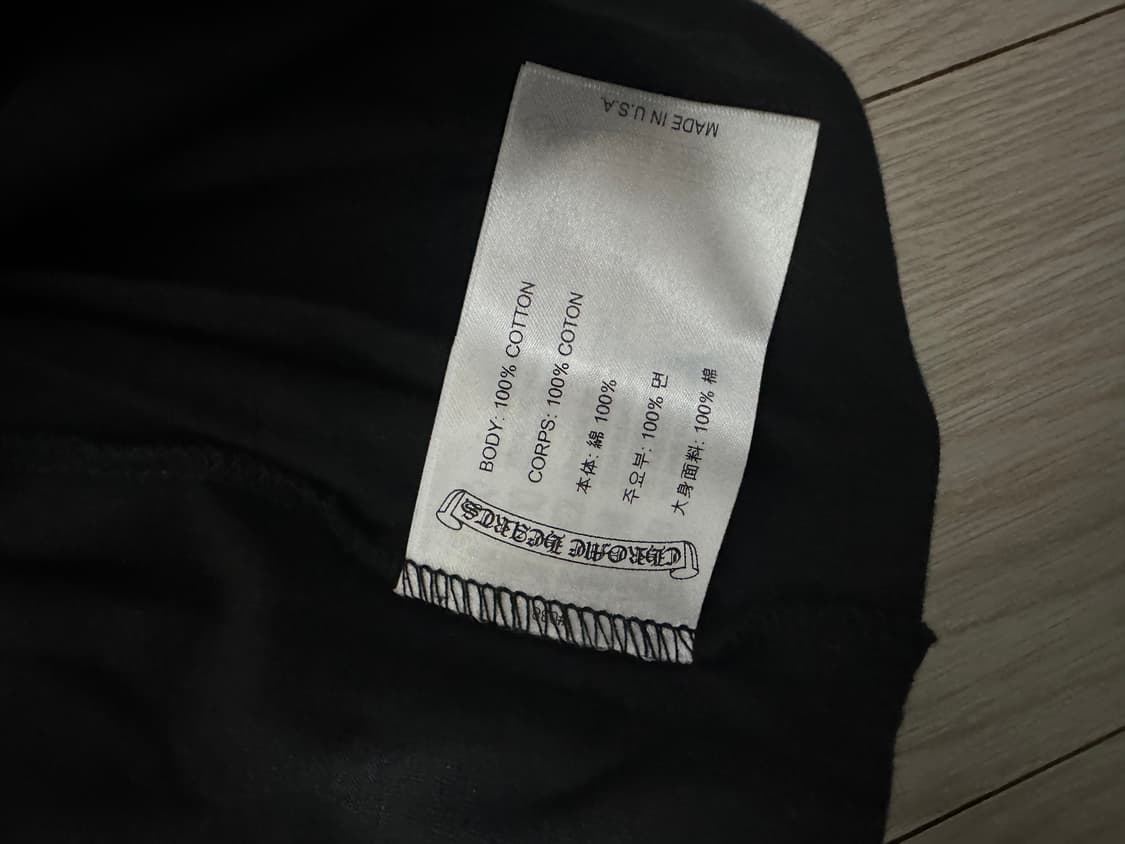 CHROME HEARTS
BODY: 100% COTTON
CORPS: 100% COTON
本体: 綿 100%
주요부: 100% 면
大身面料: 100% 棉
MADE IN U.S.A.